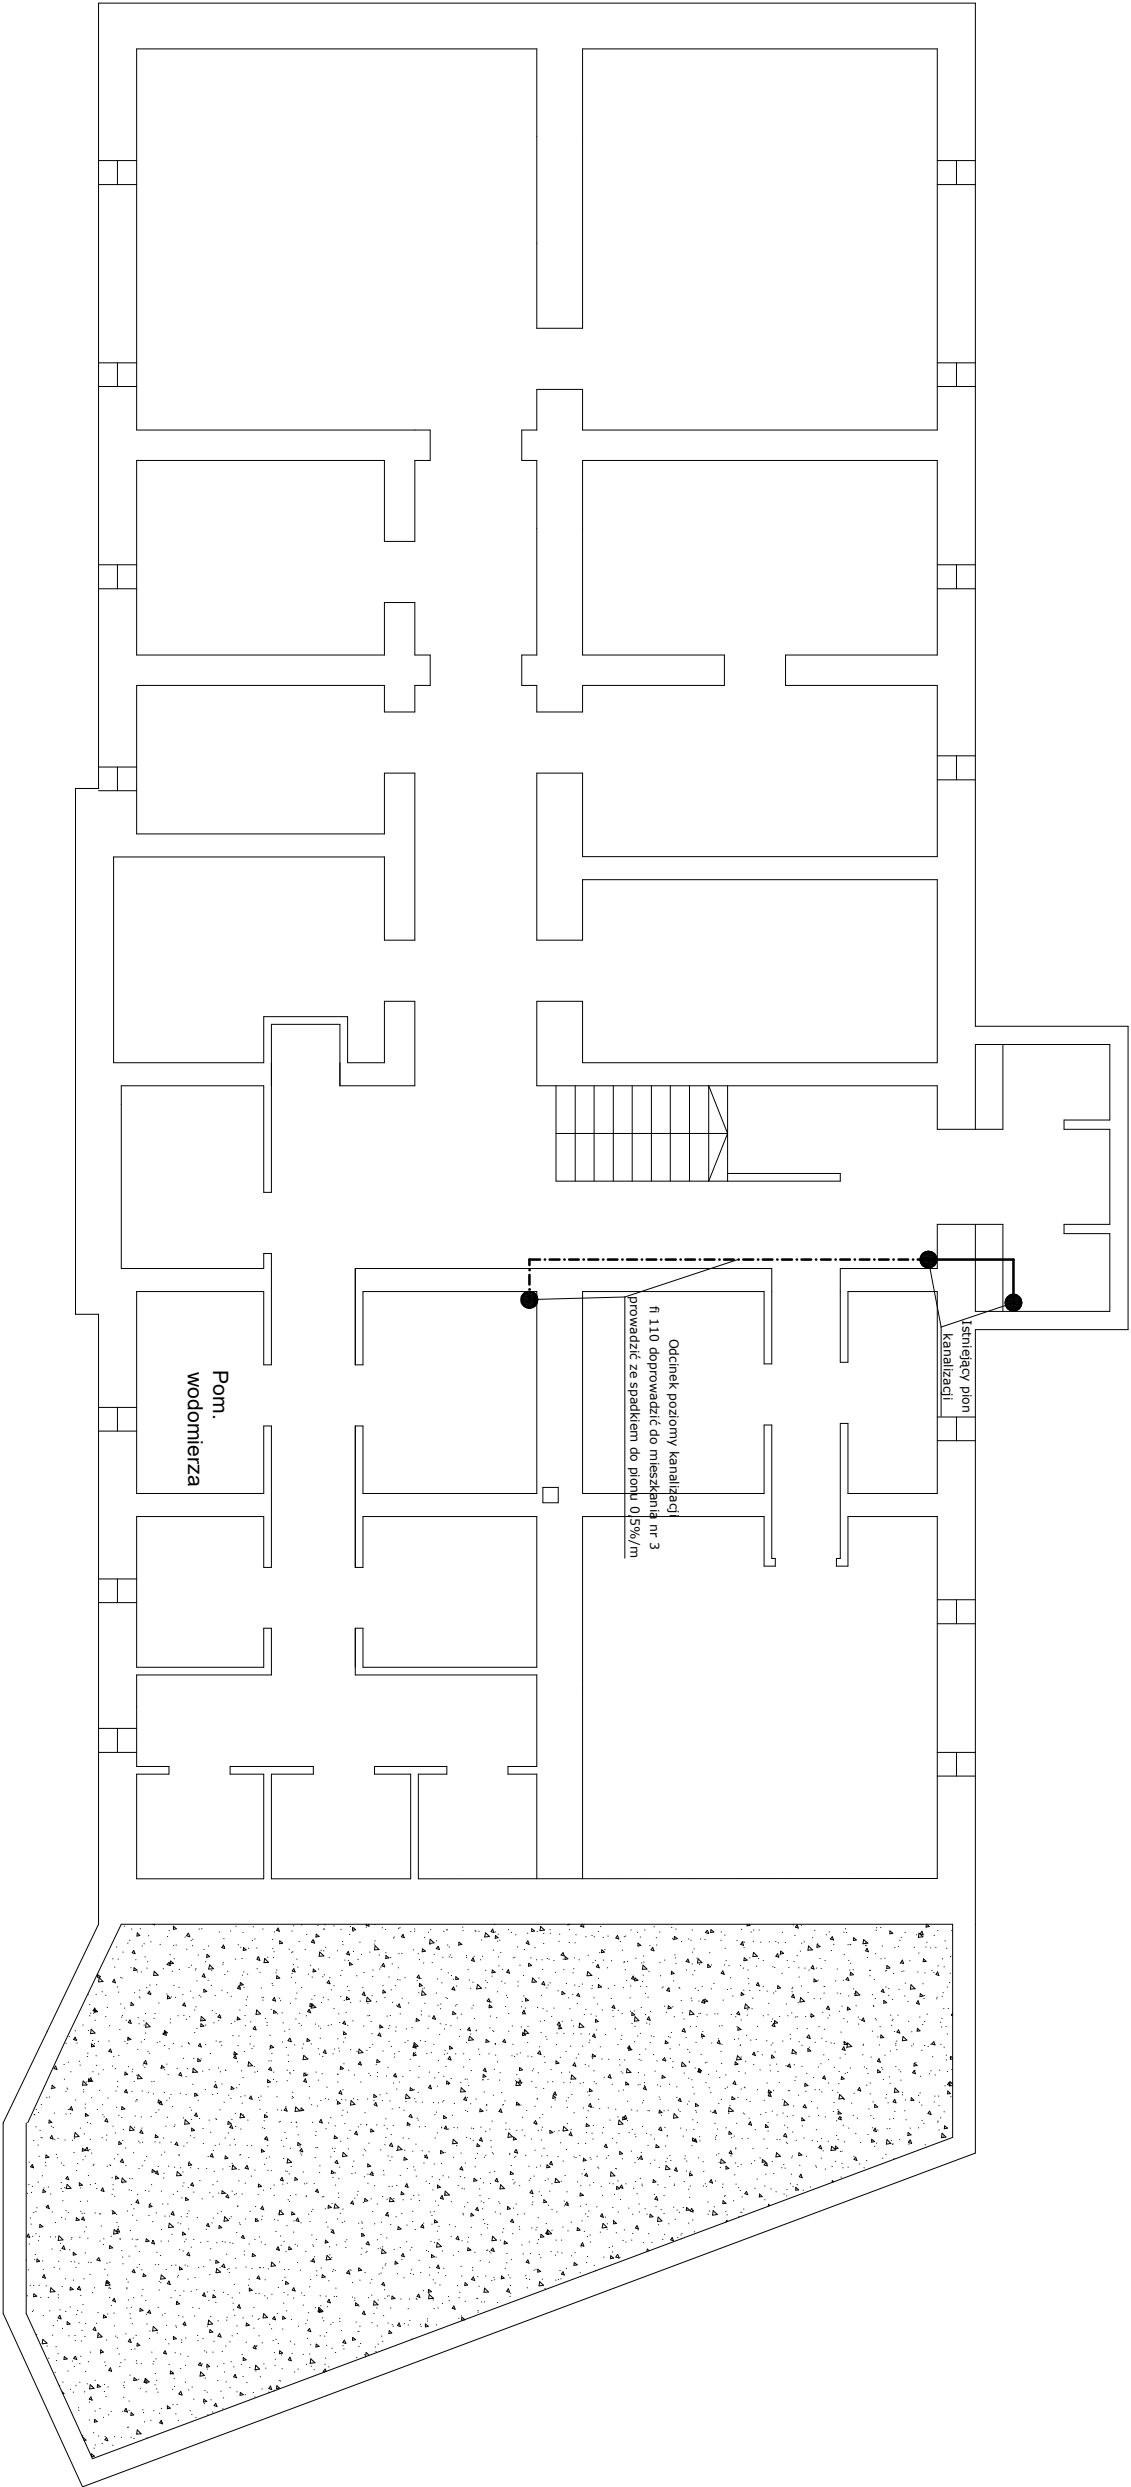 Istniejący pion
kanalizacji
Odcinek poziomy kanalizacji
fi 110 doprowadzić do mieszkania nr 3
prowadzić ze spadkiem do pionu 0,5%/m
Pom.
wodomierza